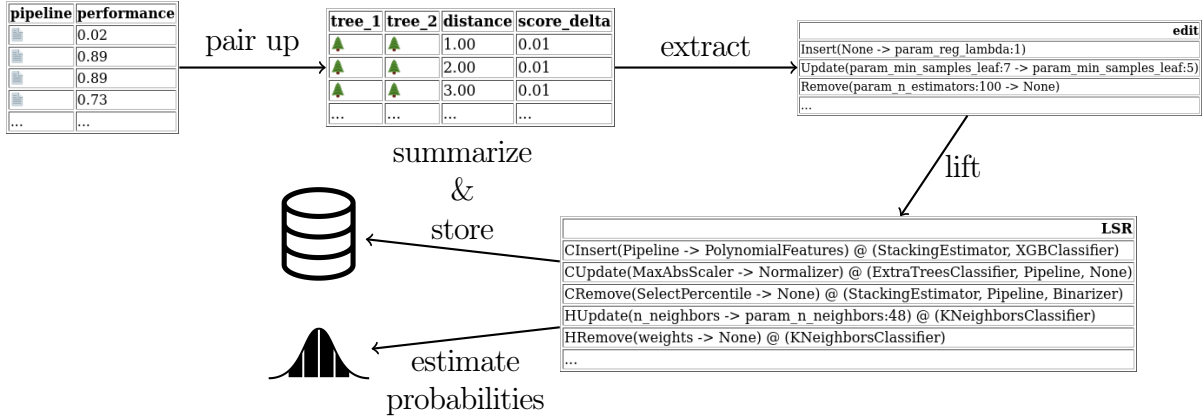 pipeline performance
0.02
0.89
0.89
0.73
... ...
pair up
tree_1 tree_2 distance score_delta
1.00 0.01
2.00 0.01
3.00 0.01
... ... ... ...
extract
edit
Insert(None -> param_reg_lambda:1)
Update(param_min_samples_leaf:7 -> param_min_samples_leaf:5)
Remove(param_n_estimators:100 -> None)
...
lift
summarize
&
store
LSR
CInsert(Pipeline -> PolynomialFeatures) @ (StackingEstimator, XGBClassifier)
CUpdate(MaxAbsScaler -> Normalizer) @ (ExtraTreesClassifier, Pipeline, None)
CRemove(SelectPercentile -> None) @ (StackingEstimator, Pipeline, Binarizer)
HUpdate(n_neighbors -> param_n_neighbors:48) @ (KNeighborsClassifier)
HRemove(weights -> None) @ (KNeighborsClassifier)
...
estimate
probabilities